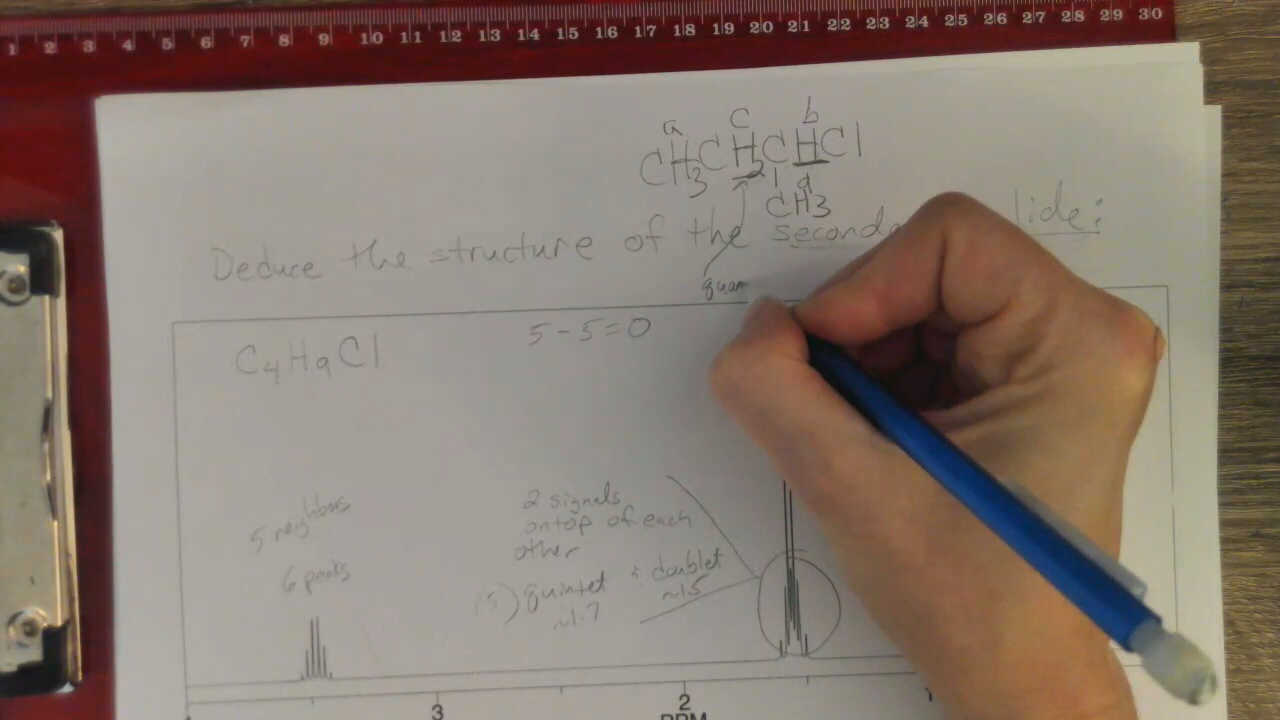 1 2 3 4 5 6 7 8 9 10 11 12 13 14 15 16 17 18 19 20 21 22 23 24 25 26 27 28 29 30
a c b
CH3CH2CHCl
d
CH3
Deduce the structure of the
C4H9Cl
5-5=0
5 neighbors
6 peaks
2 signals
ontop of each
other
(5) quintet & doublet
~1.7 ~1.5
3 2
PPM